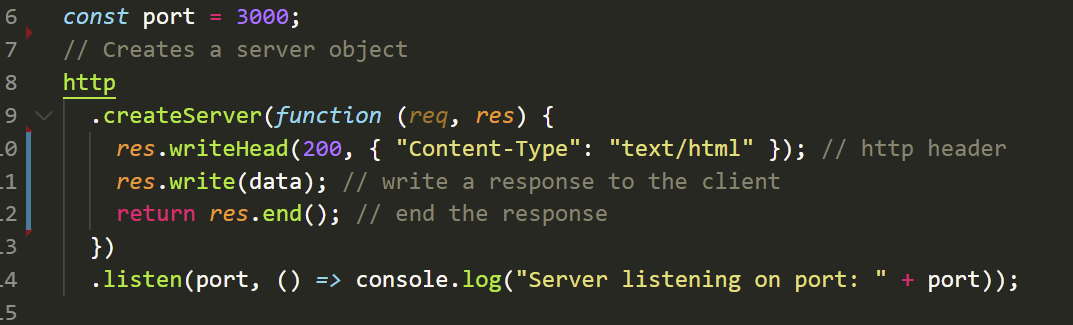 6 const port = 3000;
7 // Creates a server object
8 http
9 .createServer(function (req, res) {
10 res.writeHead(200, { "Content-Type": "text/html" }); // http header
11 res.write(data); // write a response to the client
12 return res.end(); // end the response
13 })
14 .listen(port, () => console.log("Server listening on port: " + port));
15